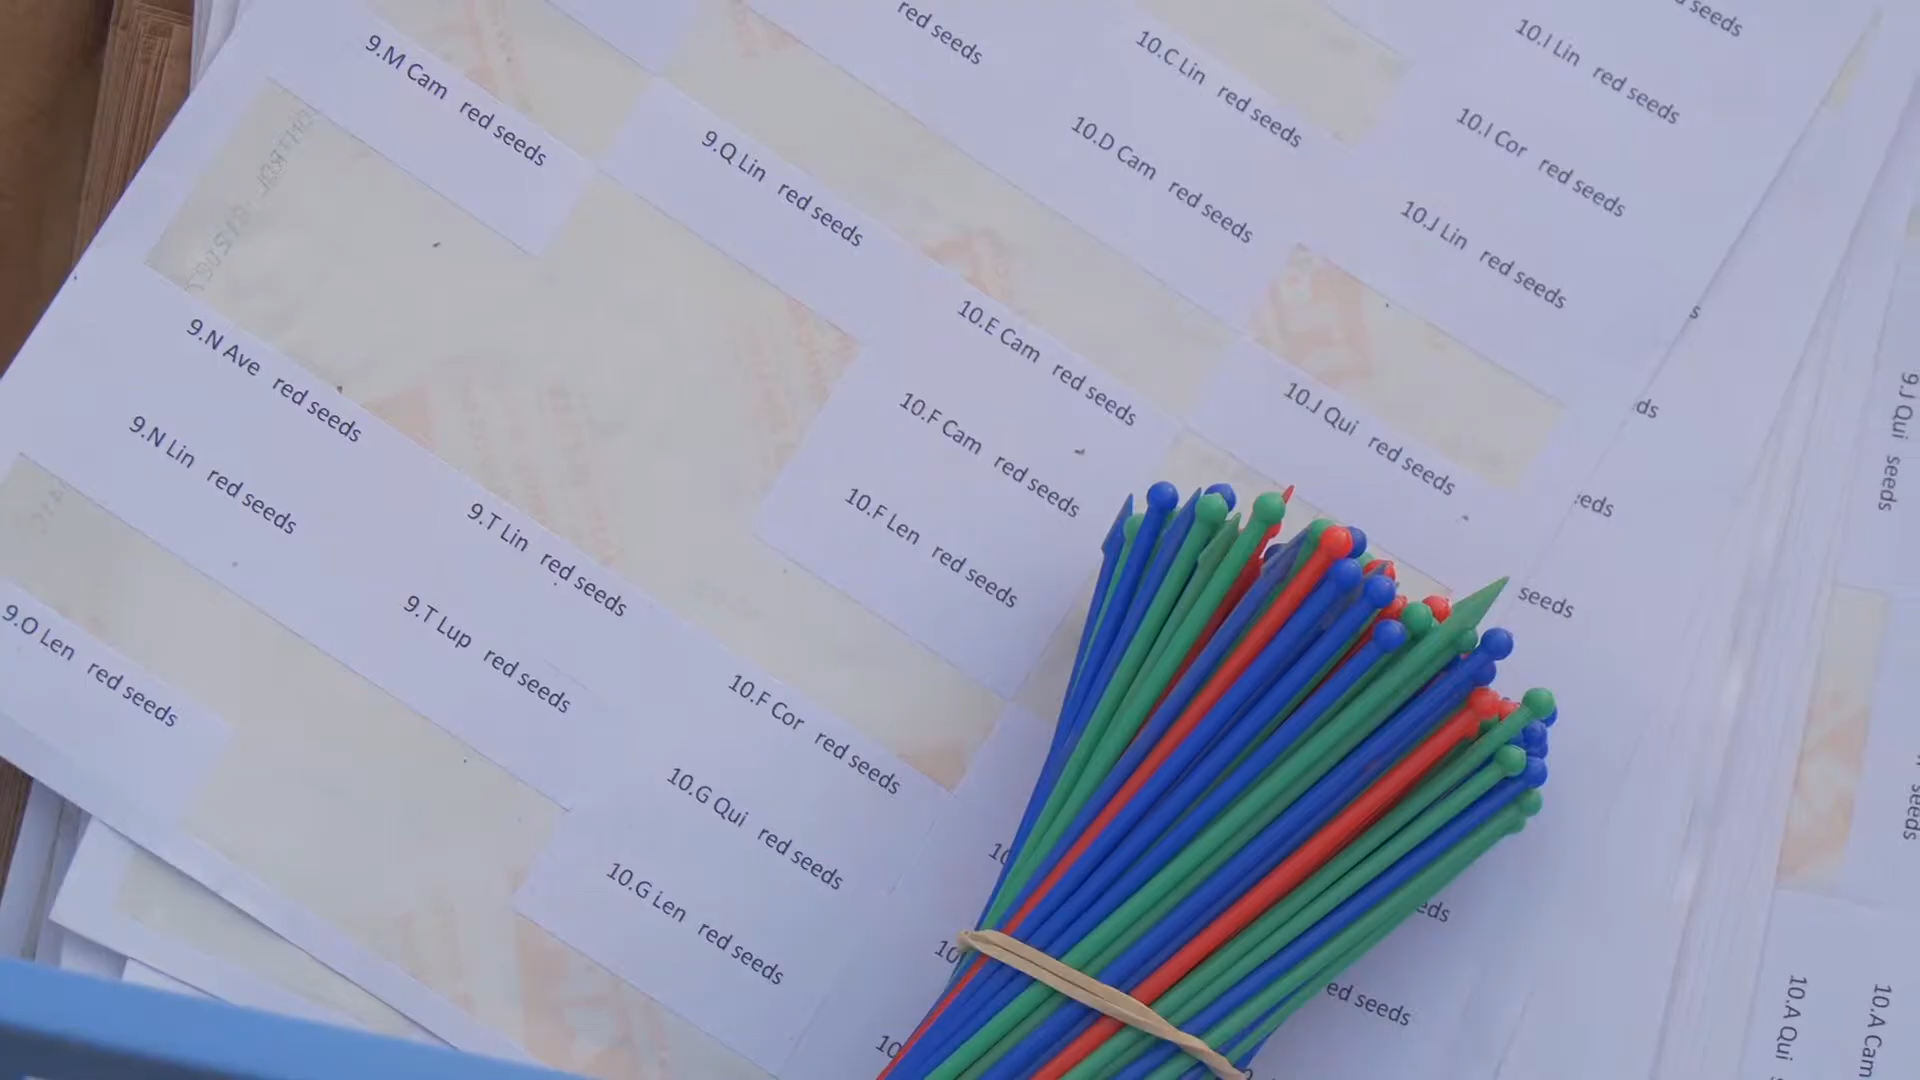 9.M Cam red seeds
9.N Ave red seeds
9.N Lin red seeds
9.O Len red seeds
9.Q Lin red seeds
9.T Lin red seeds
9.T Lup red seeds
red seeds
10.C Lin red seeds
10.D Cam red seeds
10.E Cam red seeds
10.F Cam red seeds
10.F Len red seeds
10.F Cor red seeds
10.G Qui red seeds
10.G Len red seeds
seeds
10.I Lin red seeds
10.I Cor red seeds
10.J Lin red seeds
10.J Qui red seeds
seeds
9.J Qui seeds
seeds
10.A Qui
10.A Cam